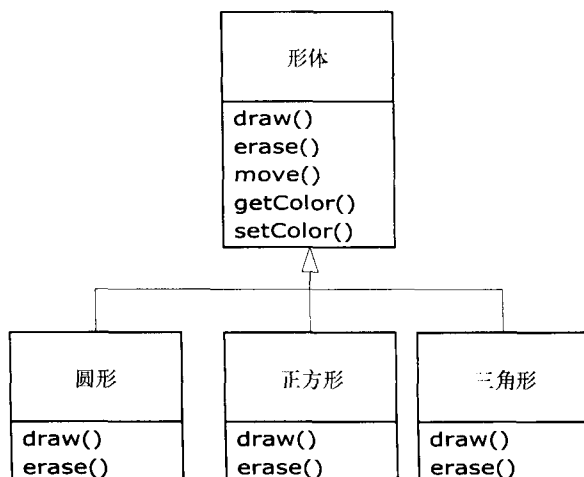 形体
draw()
erase()
move()
getColor()
setColor()
圆形
draw()
erase()
正方形
draw()
erase()
三角形
draw()
erase()